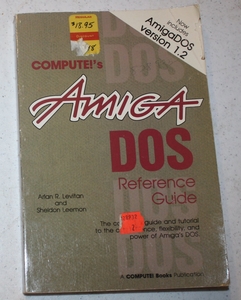 $18.95
Now
includes
AmigaDOS
version 1.2
COMPUTE!'s
AMIGA
DOS
Reference
Guide
Arlan R. Levitan
and
Sheldon Leemon
The guide and tutorial
to the flexibility, and
power of Amiga's DOS.
A COMPUTE! Books Publication